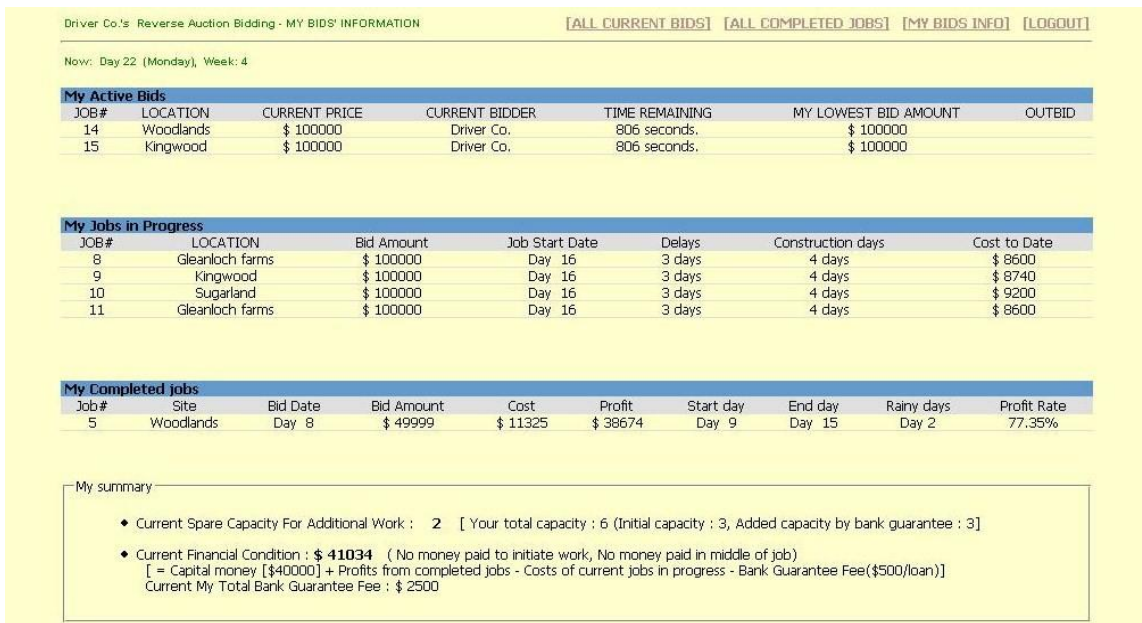 Driver Co.'s Reverse Auction Bidding - MY BIDS' INFORMATION [ALL CURRENT BIDS] [ALL COMPLETED JOBS] [MY BIDS INFO] [LOGOUT]
Now: Day 22 (Monday), Week: 4
My Active Bids
JOB# LOCATION CURRENT PRICE CURRENT BIDDER TIME REMAINING MY LOWEST BID AMOUNT OUTBID
14 Woodlands $ 100000 Driver Co. 806 seconds. $ 100000
15 Kingwood $ 100000 Driver Co. 806 seconds. $ 100000
My Jobs in Progress
JOB# LOCATION Bid Amount Job Start Date Delays Construction days Cost to Date
8 Gleanloch farms $ 100000 Day 16 3 days 4 days $ 8600
9 Kingwood $ 100000 Day 16 3 days 4 days $ 8740
10 Sugarland $ 100000 Day 16 3 days 4 days $ 9200
11 Gleanloch farms $ 100000 Day 16 3 days 4 days $ 8600
My Completed jobs
Job# Site Bid Date Bid Amount Cost Profit Start day End day Rainy days Profit Rate
5 Woodlands Day 8 $ 49999 $ 11325 $ 38674 Day 9 Day 15 Day 2 77.35%
My summary
• Current Spare Capacity For Additional Work : 2 [ Your total capacity : 6 (Initial capacity : 3, Added capacity by bank guarantee : 3]
• Current Financial Condition : $ 41034 ( No money paid to initiate work, No money paid in middle of job)
[ = Capital money [$40000] + Profits from completed jobs - Costs of current jobs in progress - Bank Guarantee Fee($500/loan)]
Current My Total Bank Guarantee Fee : $ 2500